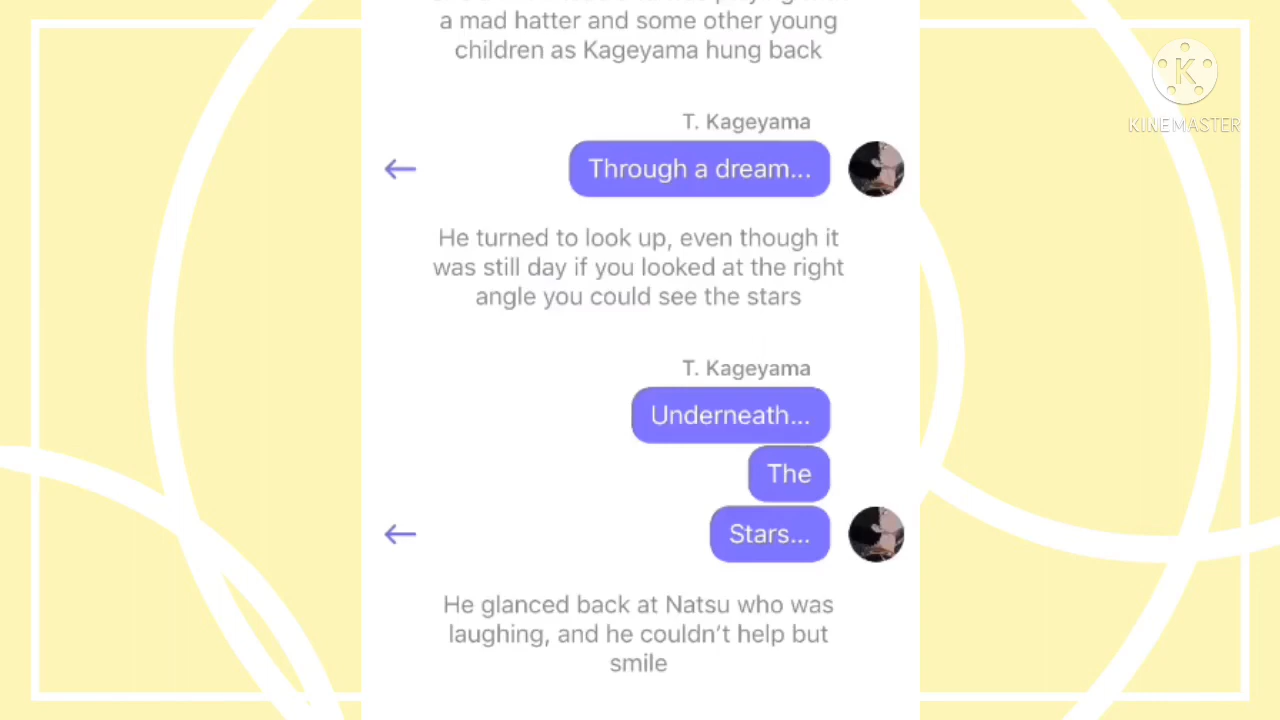 a mad hatter and some other young
children as Kageyama hung back
T. Kageyama
Through a dream...
He turned to look up, even though it
was still day if you looked at the right
angle you could see the stars
T. Kageyama
Underneath...
The
Stars...
He glanced back at Natsu who was
laughing, and he couldn't help but
smile
K
KINEMASTER